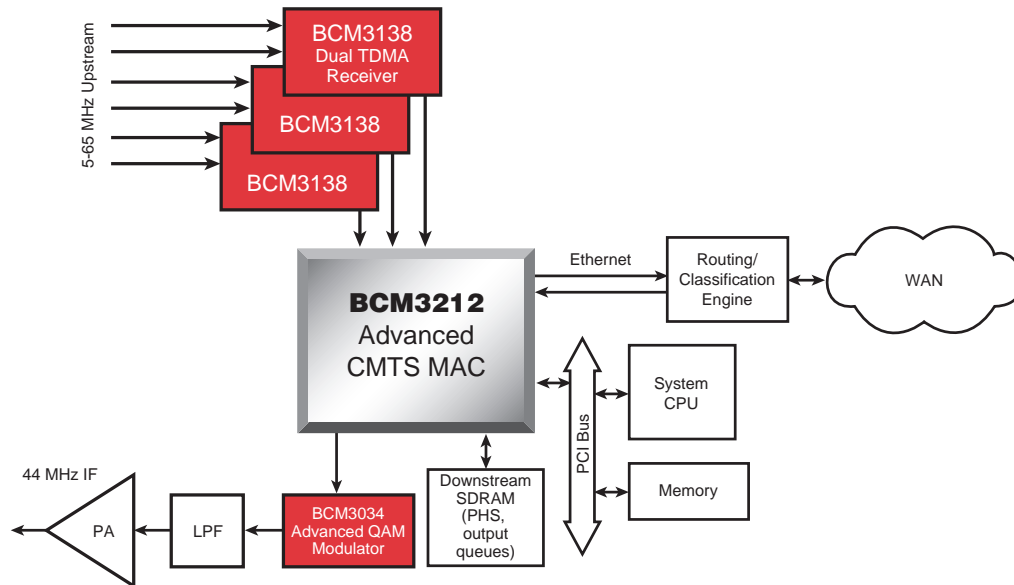 5-65 MHz Upstream
BCM3138
Dual TDMA
Receiver
BCM3138
BCM3138
BCM3212
Advanced
CMTS MAC
Ethernet
Routing/
Classification
Engine
WAN
PCI Bus
System
CPU
Memory
44 MHz IF
PA
LPF
BCM3034
Advanced QAM
Modulator
Downstream
SDRAM
(PHS,
output
queues)